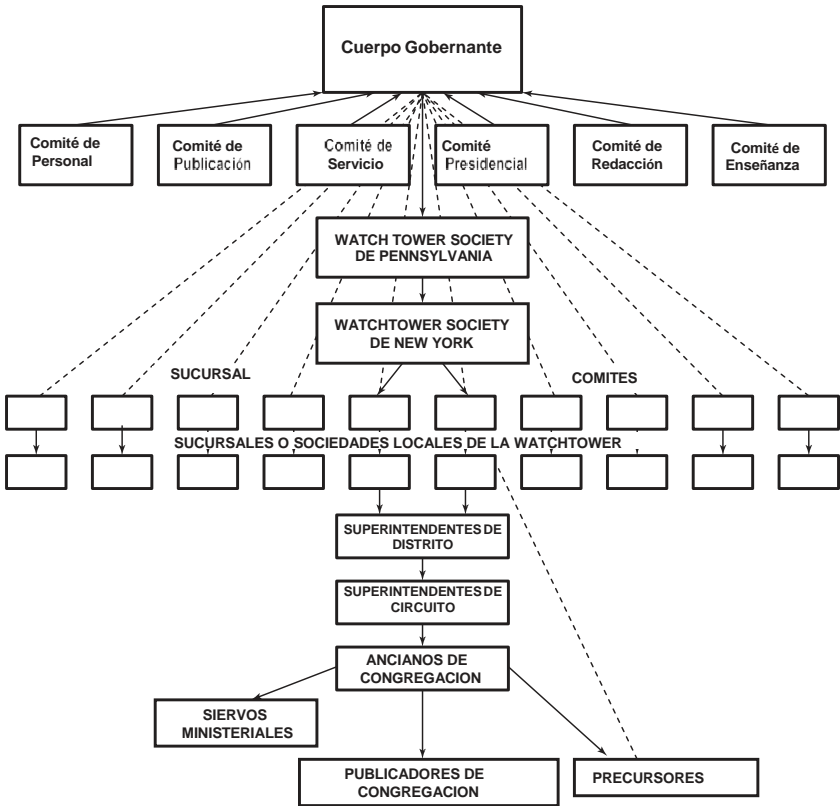 Cuerpo Gobernante
Comité de
Personal
Comité de
Publicación
Comité de
Servicio
Comité
Presidencial
Comité de
Redacción
Comité de
Enseñanza
WATCH TOWER SOCIETY
DE PENNSYLVANIA
WATCHTOWER SOCIETY
DE NEW YORK
SUCURSAL
COMITES
SUCURSALES O SOCIEDADES LOCALES DE LA WATCHTOWER
SUPERINTENDENTES DE
DISTRITO
SUPERINTENDENTES DE
CIRCUITO
ANCIANOS DE
CONGREGACION
SIERVOS
MINISTERIALES
PUBLICADORES DE
CONGREGACION
PRECURSORES